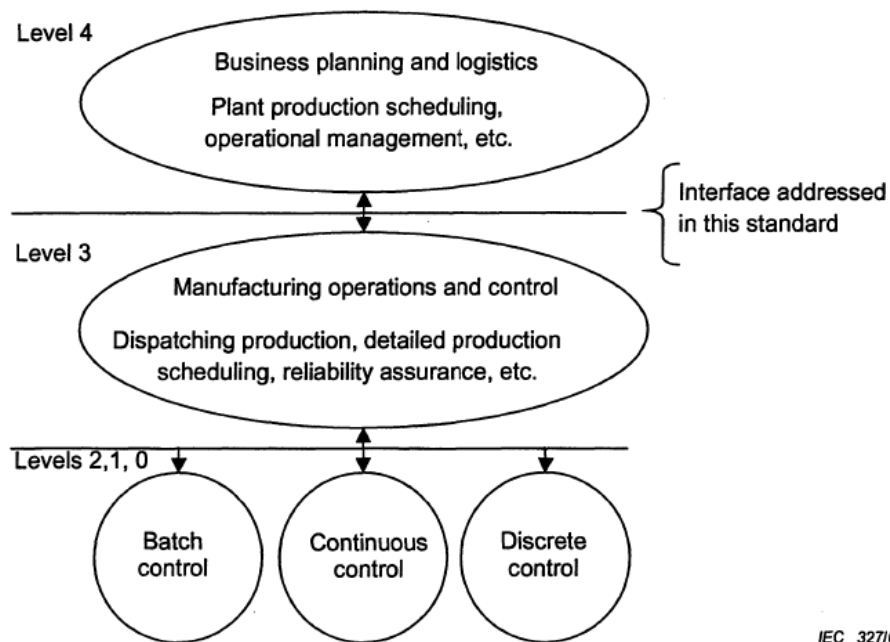 Level 4
Business planning and logistics
Plant production scheduling,
operational management, etc.
Interface addressed
in this standard
Level 3
Manufacturing operations and control
Dispatching production, detailed production
scheduling, reliability assurance, etc.
Levels 2,1, 0
Batch
control
Continuous
control
Discrete
control
IEC 327/